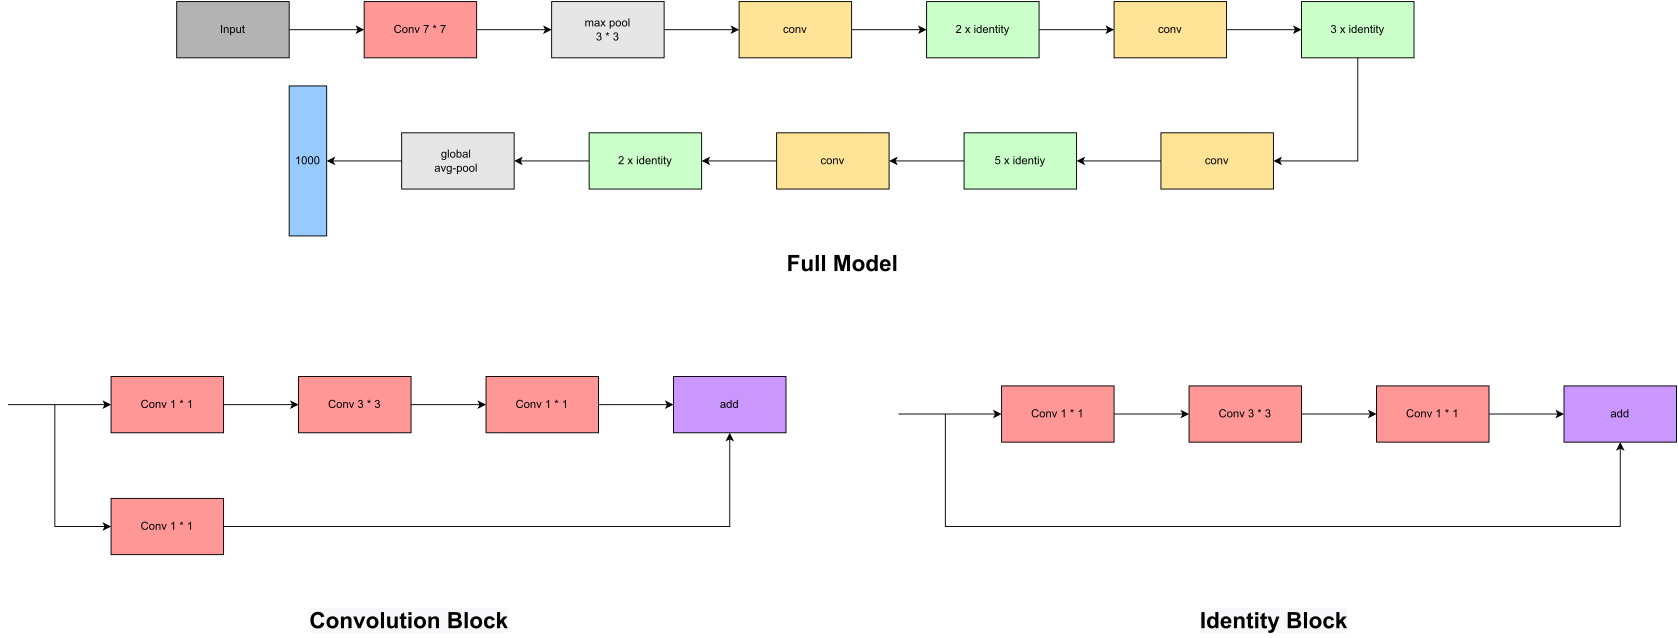 Input
Conv 7 * 7
max pool
3 * 3
conv
2 x identity
conv
3 x identity
1000
global
avg-pool
2 x identity
conv
5 x identiy
conv
Full Model
Conv 1 * 1
Conv 3 * 3
Conv 1 * 1
add
Conv 1 * 1
Convolution Block
Conv 1 * 1
Conv 3 * 3
Conv 1 * 1
add
Identity Block